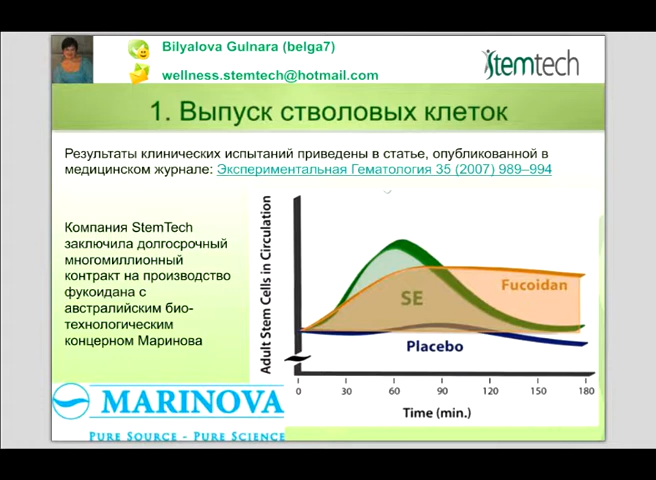 Bilyalova Gulnara (belga7)
wellness.stemtech@hotmail.com
stemtech
1. Выпуск стволовых клеток
Результаты клинических испытаний приведены в статье, опубликованной в
медицинском журнале: Экспериментальная Гематология 35 (2007) 989–994
Компания StemTech
заключила долгосрочный
многомиллионный
контракт на производство
фукоидана с
австралийским био-
технологическим
концерном Маринова
MARINOVA
PURE SOURCE - PURE SCIENCE
Adult Stem Cells in Circulation
SE
Fucoidan
Placebo
0 30 60 90 120 150 180
Time (min.)